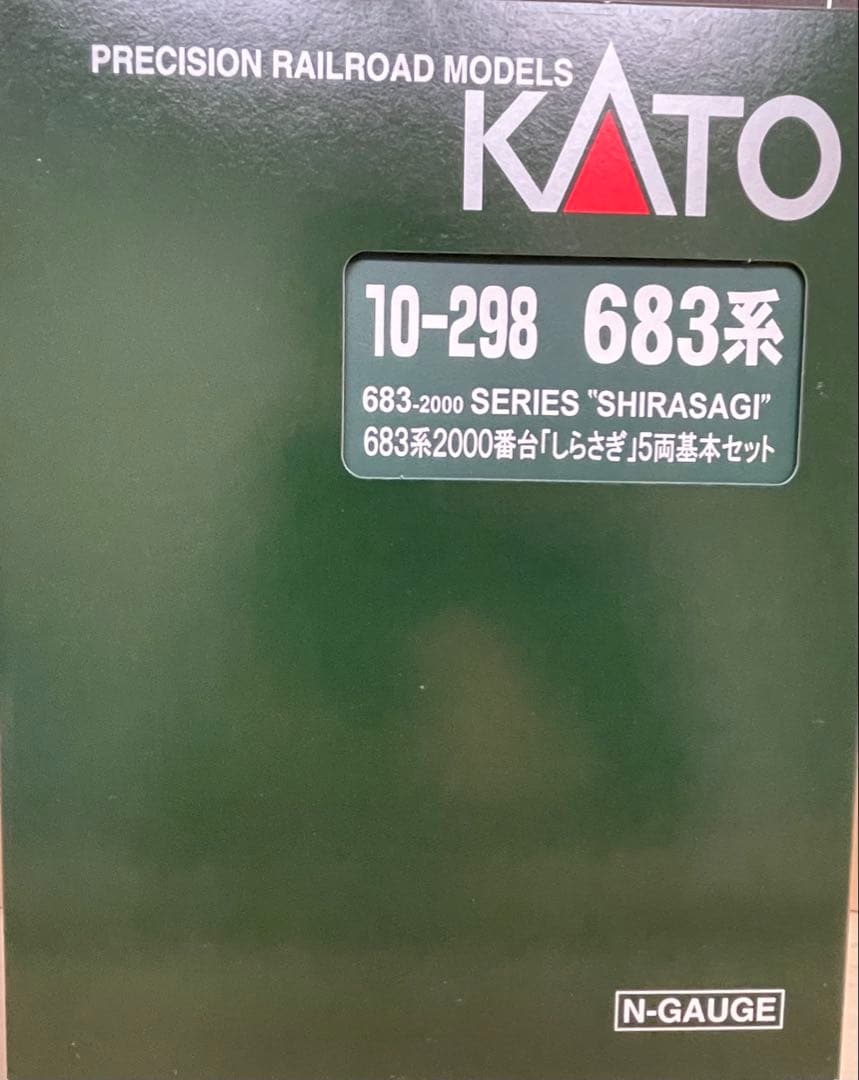 PRECISION RAILROAD MODELS
KATO
10-298 683系
683-2000 SERIES "SHIRASAGI"
683系2000番台「しらさぎ」5両基本セット
N-GAUGE